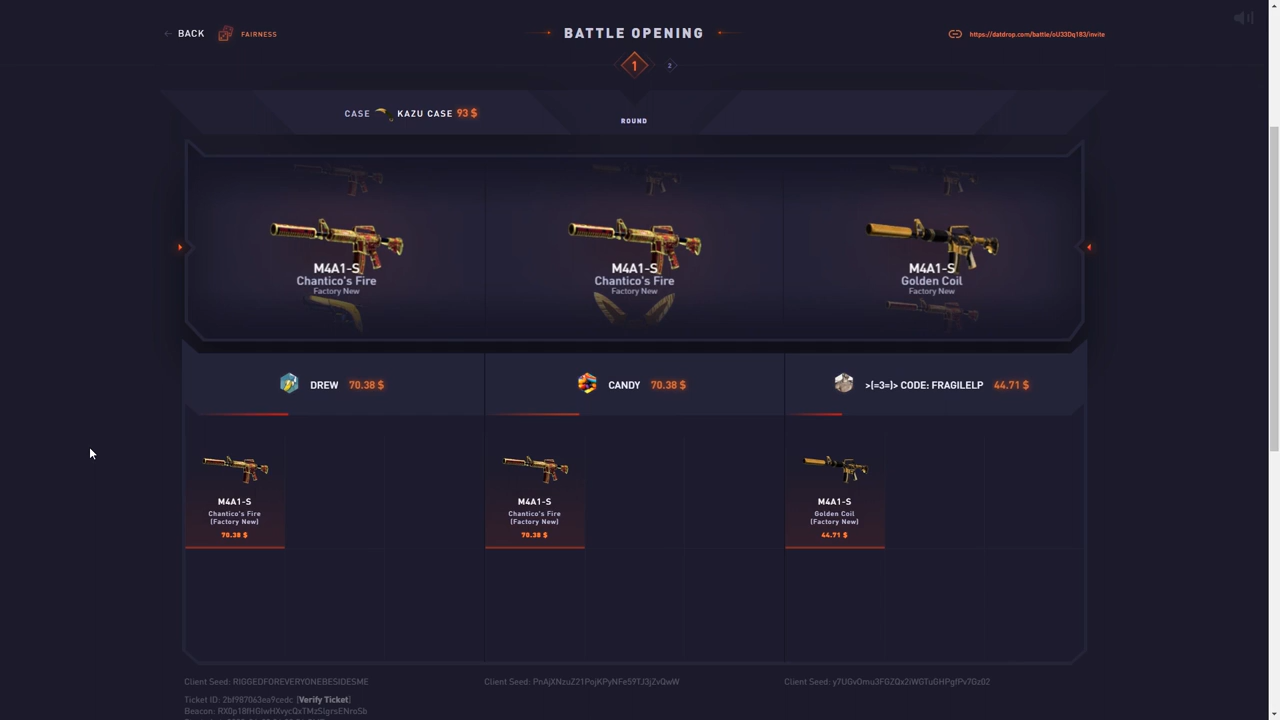 BACK
FAIRNESS
BATTLE OPENING
https://datdrop.com/battle/oU33Dq183/invite
1
2
CASE KAZU CASE 93 $
ROUND
M4A1-S
Chantico's Fire
Factory New
M4A1-S
Chantico's Fire
Factory New
M4A1-S
Golden Coil
Factory New
DREW 70.38 $
CANDY 70.38 $
>(=3=)> CODE: FRAGILELP 44.71 $
M4A1-S
Chantico's Fire
(Factory New)
70.38 $
M4A1-S
Chantico's Fire
(Factory New)
70.38 $
M4A1-S
Golden Coil
(Factory New)
44.71 $
Client Seed: RIGGEDFOREVERYONEBESIDESME
Client Seed: PnAjXNzuZ21PojKPyNFe59TJ3jZvQwW
Client Seed: y7UGvOmu3FGZQx2iWGTuGHPgfPv7Gz02
Ticket ID: 2bf987063ea9cedc [Verify Ticket]
Beacon: RX0p18fHGIwHXvycQxTMzSigrsENroSb